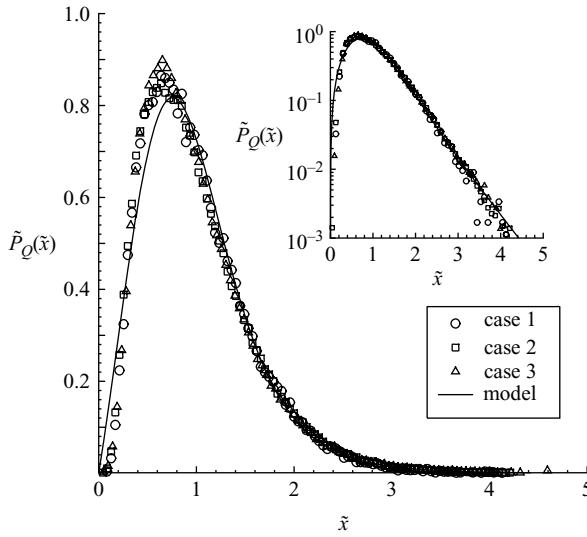 1.0
0.8
P̃_Q(x̃)
0.6
0.4
0.2
0 1 2 3 4 5
x̃
10^0
10^−1
P̃_Q(x̃)
10^−2
10^−3
0 1 2 3 4 5
x̃
case 1
case 2
case 3
model